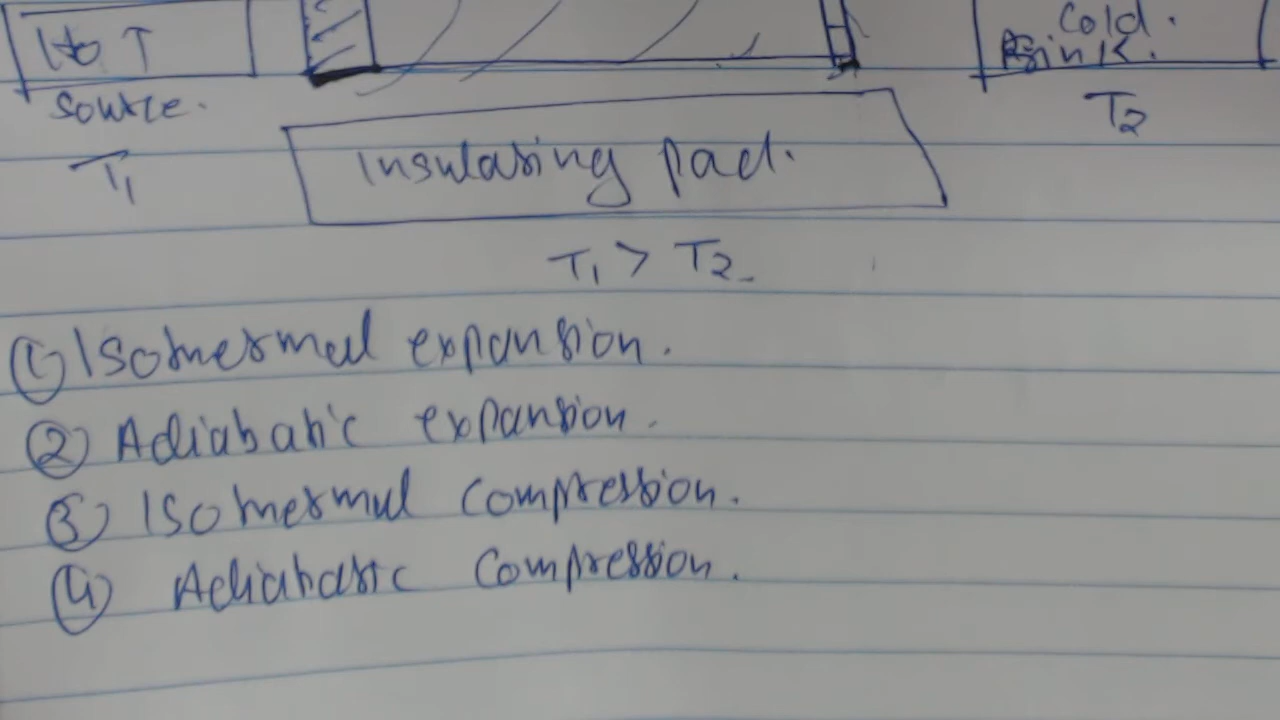 HoT
source.
T1
Cold.
sink.
T2
Insulating pad.
T1 > T2
① Isothermal expansion.
② Adiabatic expansion.
③ Isothermal compression.
④ Adiabatic compression.